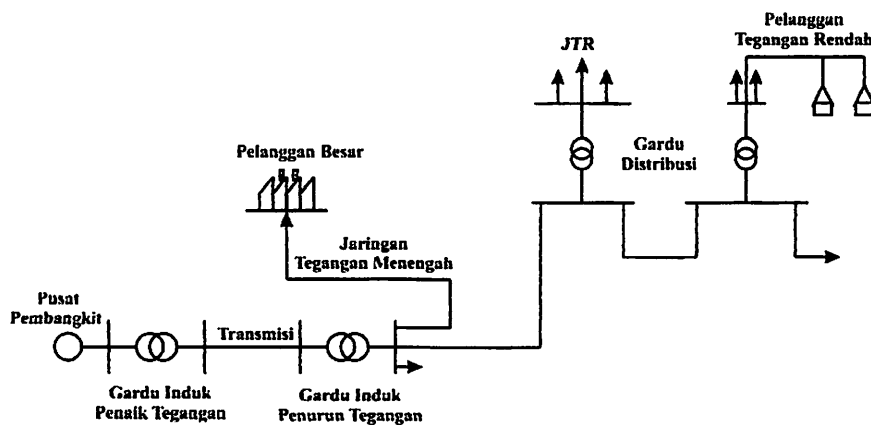 Pelanggan
Tegangan Rendah
JTR
Gardu
Distribusi
Pelanggan Besar
Jaringan
Tegangan Menengah
Pusat
Pembangkit
Transmisi
Gardu Induk
Penaik Tegangan
Gardu Induk
Penurun Tegangan